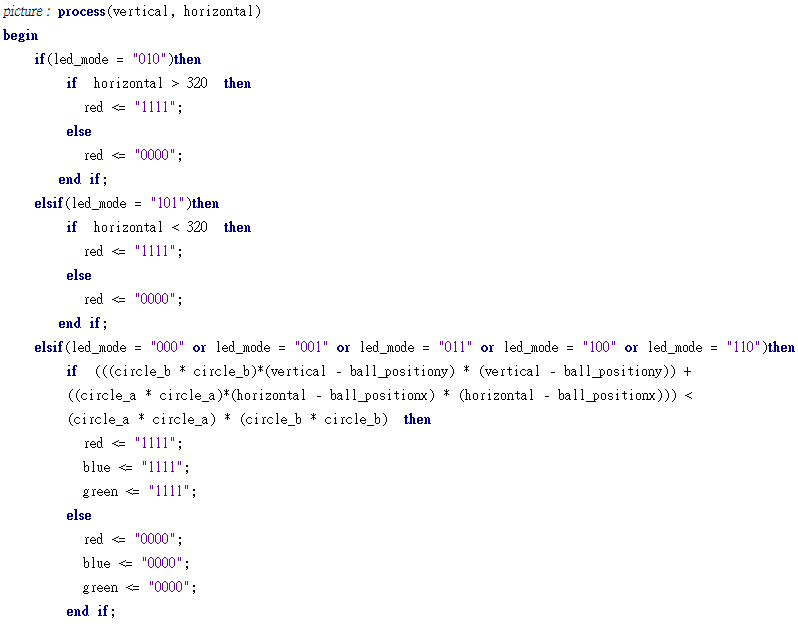 picture : process(vertical, horizontal)
begin
if(led_mode = "010")then
if horizontal > 320 then
red <= "1111";
else
red <= "0000";
end if;
elsif(led_mode = "101")then
if horizontal < 320 then
red <= "1111";
else
red <= "0000";
end if;
elsif(led_mode = "000" or led_mode = "001" or led_mode = "011" or led_mode = "100" or led_mode = "110")then
if (((circle_b * circle_b)*(vertical - ball_positiony) * (vertical - ball_positiony)) +
((circle_a * circle_a)*(horizontal - ball_positionx) * (horizontal - ball_positionx))) <
(circle_a * circle_a) * (circle_b * circle_b) then
red <= "1111";
blue <= "1111";
green <= "1111";
else
red <= "0000";
blue <= "0000";
green <= "0000";
end if;